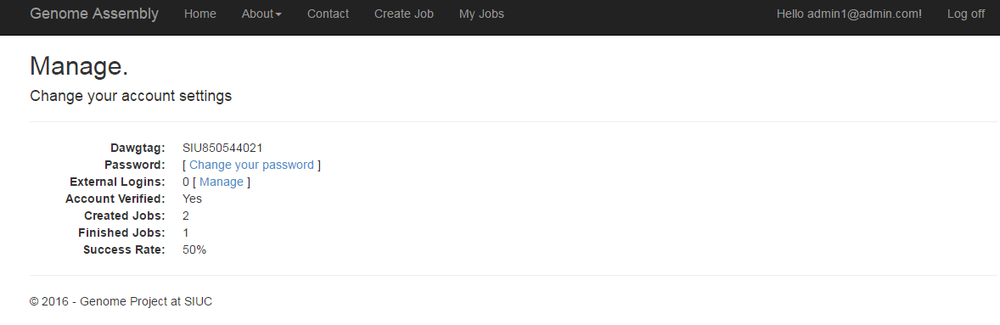 Genome Assembly Home About Contact Create Job My Jobs Hello admin1@admin.com! Log off
Manage.
Change your account settings
Dawgtag: SIU850544021
Password: [ Change your password ]
External Logins: 0 [ Manage ]
Account Verified: Yes
Created Jobs: 2
Finished Jobs: 1
Success Rate: 50%
© 2016 - Genome Project at SIUC